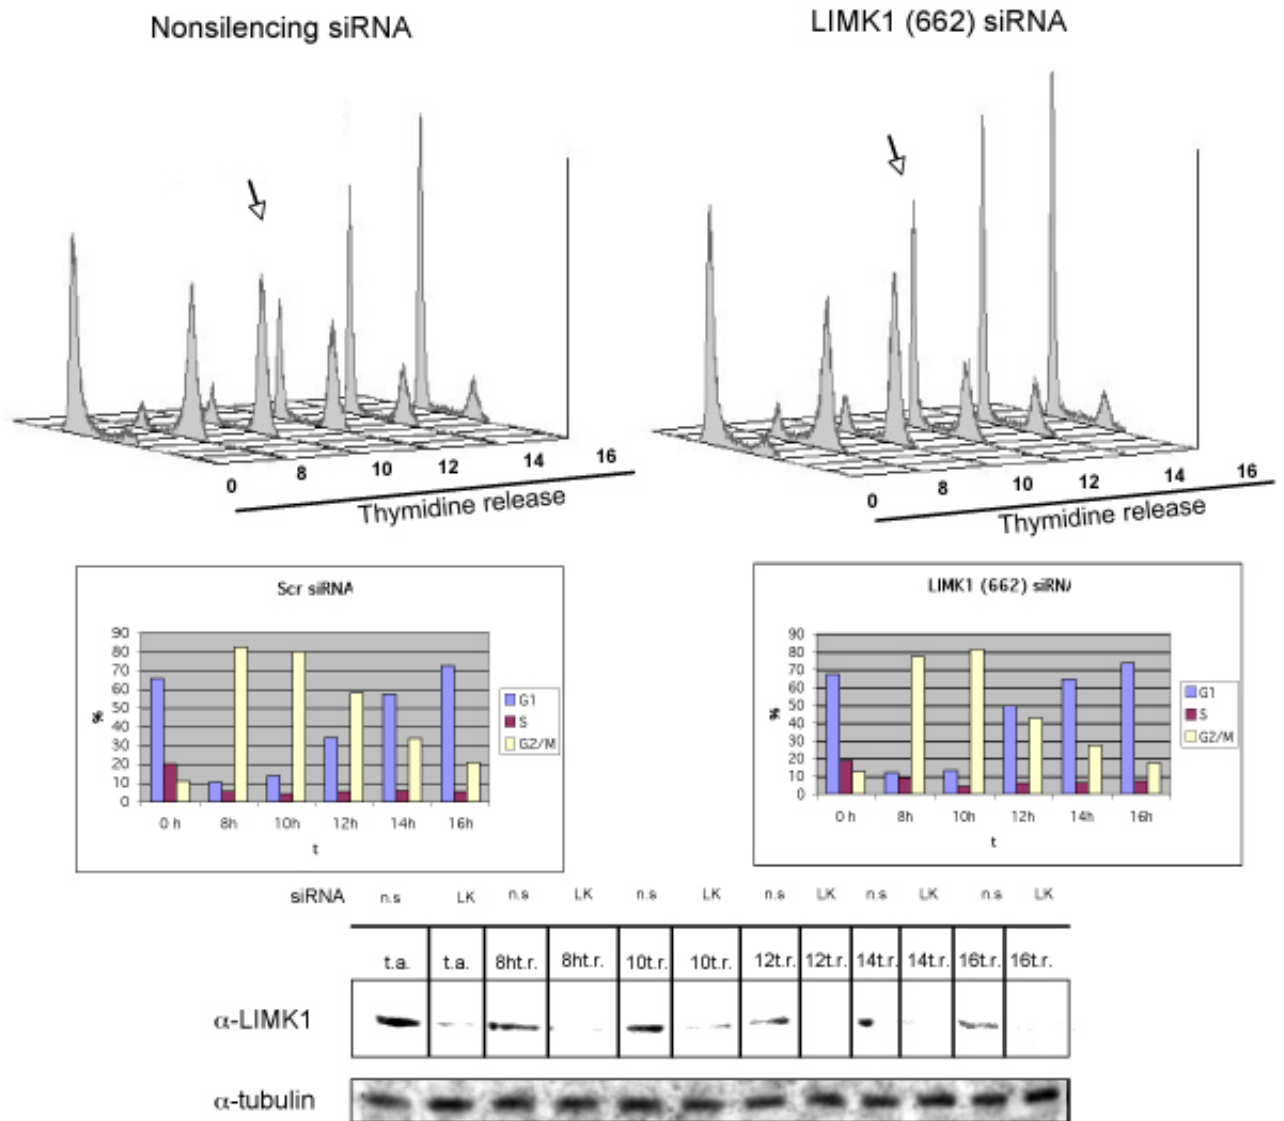 Nonsilencing siRNA
LIMK1 (662) siRNA
0 8 10 12 14 16
Thymidine release
0 8 10 12 14 16
Thymidine release
Scr siRNA
90
80
70
60
50
40
30
20
10
0
%
0 h 8h 10h 12h 14h 16h
t
G1
S
G2/M
LIMK1 (662) siRN
90
80
70
60
50
40
30
20
10
0
%
0 h 8h 10h 12h 14h 16h
t
G1
S
G2/M
siRNA n.s LK n.s LK n.s LK n.s LK n.s LK n.s LK
t.a. t.a. 8ht.r. 8ht.r. 10t.r. 10t.r. 12t.r. 12t.r. 14t.r. 14t.r. 16t.r. 16t.r.
α-LIMK1
α-tubulin